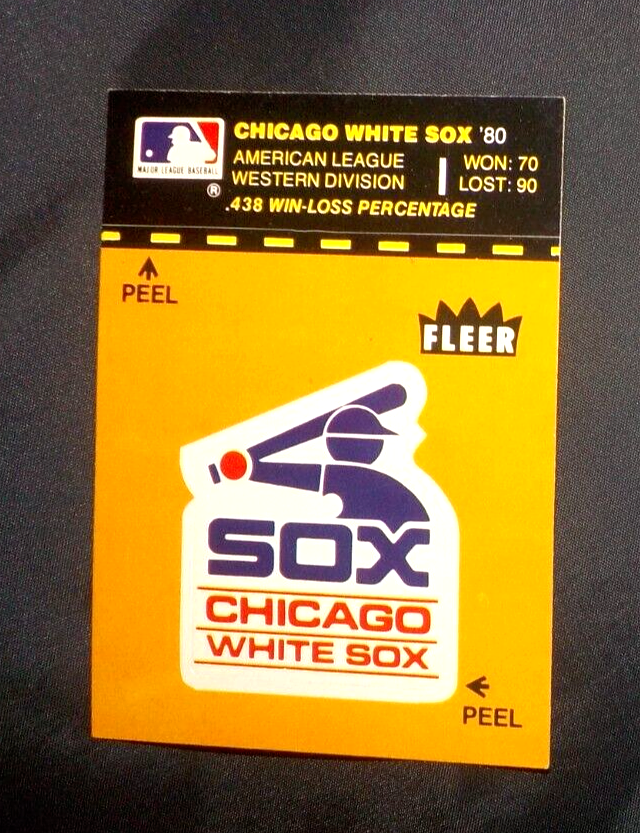 CHICAGO WHITE SOX '80
AMERICAN LEAGUE
WESTERN DIVISION
WON: 70
LOST: 90
.438 WIN-LOSS PERCENTAGE
MAJOR LEAGUE BASEBALL
®
PEEL
FLEER
SOX
CHICAGO
WHITE SOX
PEEL